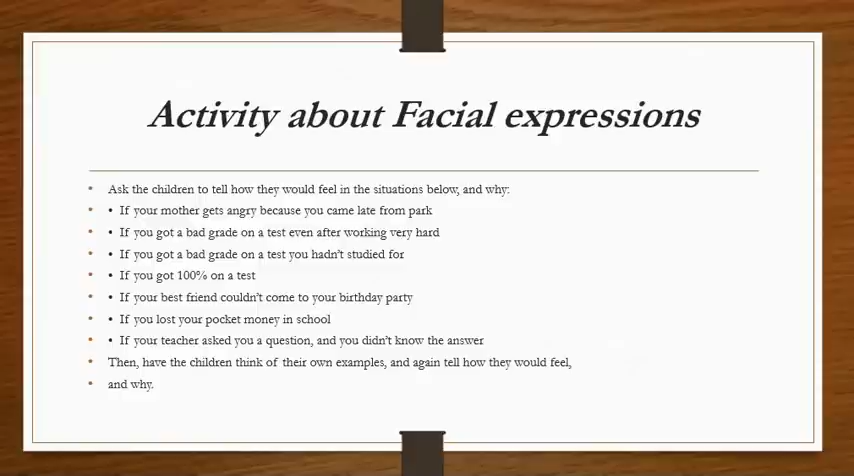 Activity about Facial expressions
• Ask the children to tell how they would feel in the situations below, and why:
• • If your mother gets angry because you came late from park
• • If you got a bad grade on a test even after working very hard
• • If you got a bad grade on a test you hadn't studied for
• • If you got 100% on a test
• • If your best friend couldn't come to your birthday party
• • If you lost your pocket money in school
• • If your teacher asked you a question, and you didn't know the answer
• Then, have the children think of their own examples, and again tell how they would feel,
• and why.